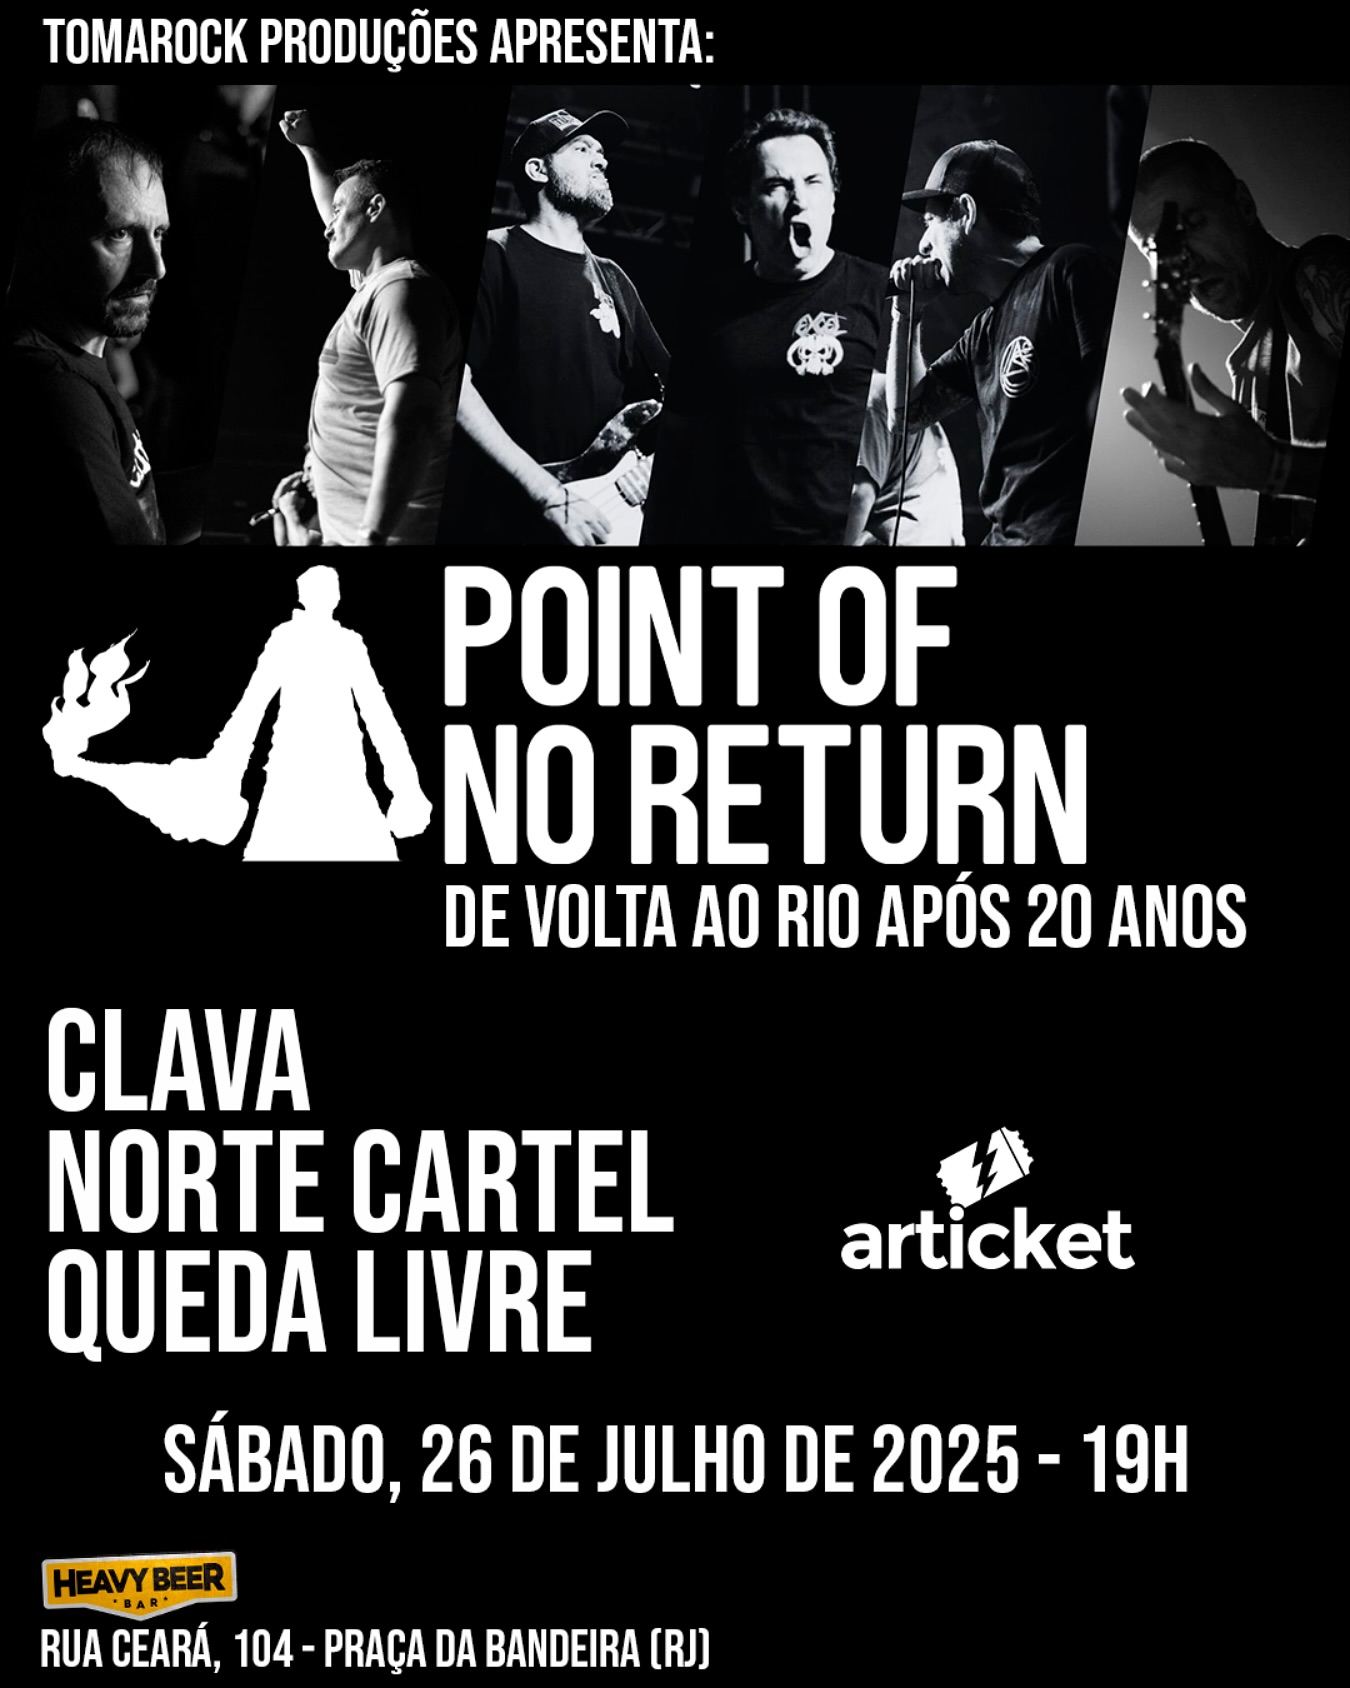 TOMAROCK PRODUÇÕES APRESENTA:
EXCEL
POINT OF
NO RETURN
DE VOLTA AO RIO APÓS 20 ANOS
CLAVA
NORTE CARTEL
QUEDA LIVRE
articket
SÁBADO, 26 DE JULHO DE 2025 - 19H
HEAVY BEER
BAR
RUA CEARÁ, 104 - PRAÇA DA BANDEIRA (RJ)